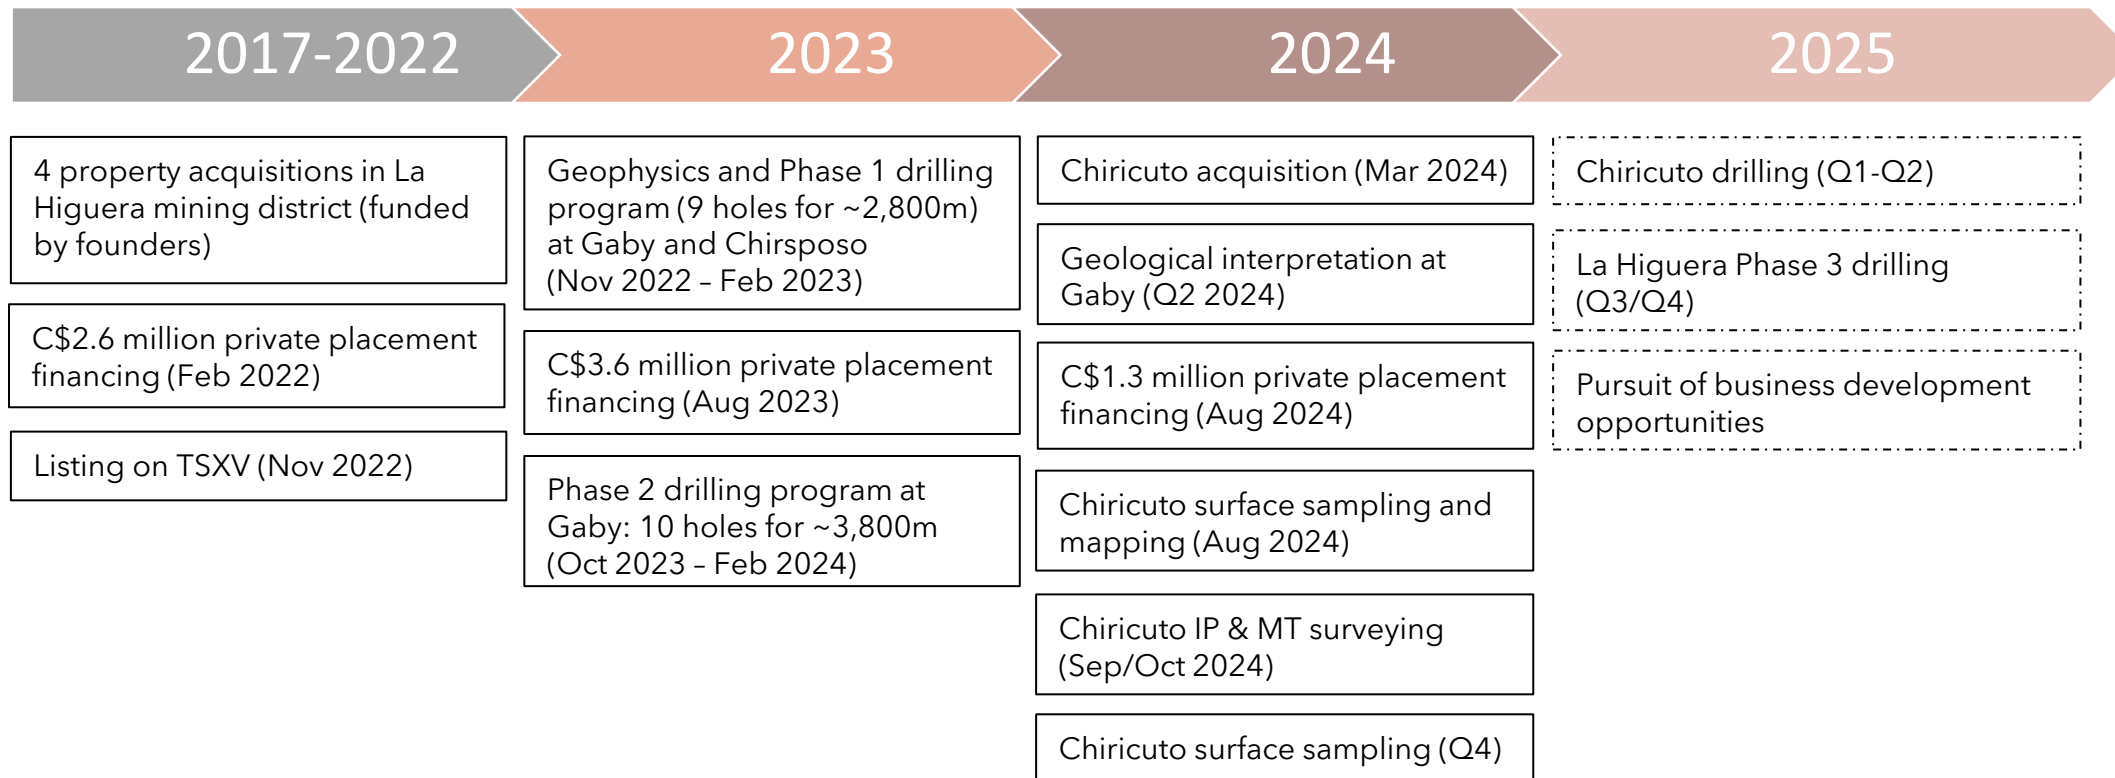 2017-2022
2023
2024
2025
4 property acquisitions in La
Higuera mining district (funded
by founders)
C$2.6 million private placement
financing (Feb 2022)
Listing on TSXV (Nov 2022)
Geophysics and Phase 1 drilling
program (9 holes for ~2,800m)
at Gaby and Chirsposo
(Nov 2022 – Feb 2023)
C$3.6 million private placement
financing (Aug 2023)
Phase 2 drilling program at
Gaby: 10 holes for ~3,800m
(Oct 2023 – Feb 2024)
Chiricuto acquisition (Mar 2024)
Geological interpretation at
Gaby (Q2 2024)
C$1.3 million private placement
financing (Aug 2024)
Chiricuto surface sampling and
mapping (Aug 2024)
Chiricuto IP & MT surveying
(Sep/Oct 2024)
Chiricuto surface sampling (Q4)
Chiricuto drilling (Q1-Q2)
La Higuera Phase 3 drilling
(Q3/Q4)
Pursuit of business development
opportunities